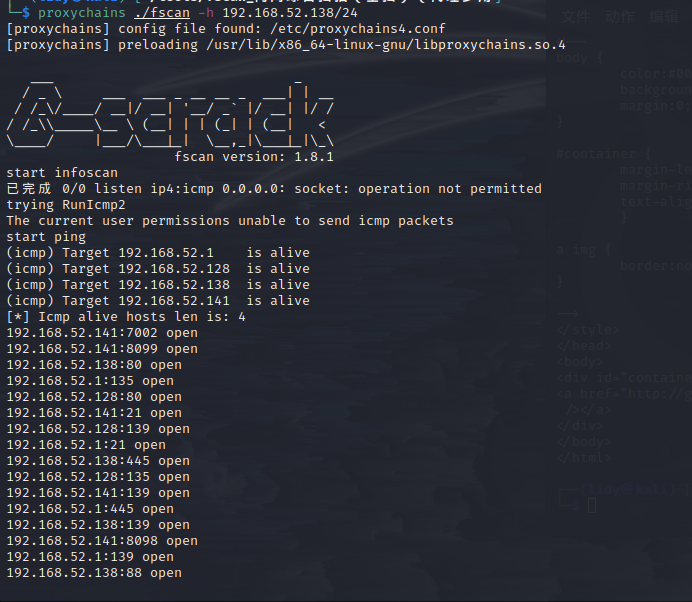 └─$ proxychains ./fscan -h 192.168.52.138/24
[proxychains] config file found: /etc/proxychains4.conf
[proxychains] preloading /usr/lib/x86_64-linux-gnu/libproxychains.so.4
fscan version: 1.8.1
start infoscan
已完成 0/0 listen ip4:icmp 0.0.0.0: socket: operation not permitted
trying RunIcmp2
The current user permissions unable to send icmp packets
start ping
(icmp) Target 192.168.52.1    is alive
(icmp) Target 192.168.52.128  is alive
(icmp) Target 192.168.52.138  is alive
(icmp) Target 192.168.52.141  is alive
[*] Icmp alive hosts len is: 4
192.168.52.141:7002 open
192.168.52.141:8099 open
192.168.52.138:80 open
192.168.52.1:135 open
192.168.52.128:80 open
192.168.52.141:21 open
192.168.52.128:139 open
192.168.52.1:21 open
192.168.52.138:445 open
192.168.52.128:135 open
192.168.52.141:139 open
192.168.52.1:445 open
192.168.52.138:139 open
192.168.52.141:8098 open
192.168.52.1:139 open
192.168.52.138:88 open
文件 动作 编辑
body {
color:#0
background
margin:0
}
#container {
margin-le
margin-ri
text-alig
}
a img {
border:no
}
-->
</style>
</head>
<body>
<div id="contain
<a href="http://g
/></a>
</div>
</body>
</html>